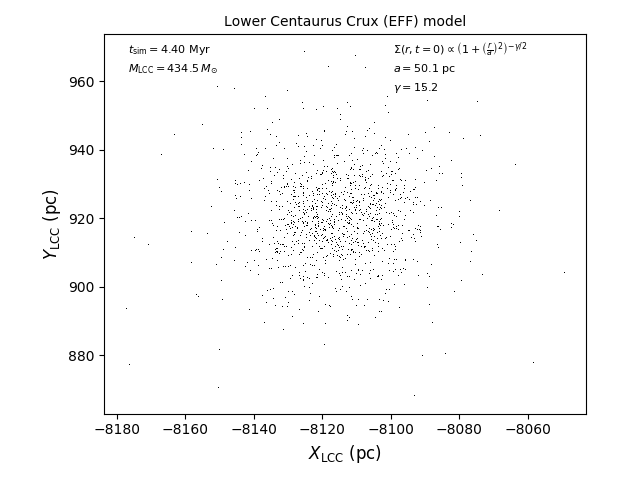 Lower Centaurus Crux (EFF) model
t_sim = 4.40 Myr
M_LCC = 434.5 M_⊙
Σ(r, t = 0) ∝ (1 + (r/a)²)^(−γ/2)
a = 50.1 pc
γ = 15.2
Y_LCC (pc)
960
940
920
900
880
−8180 −8160 −8140 −8120 −8100 −8080 −8060
X_LCC (pc)